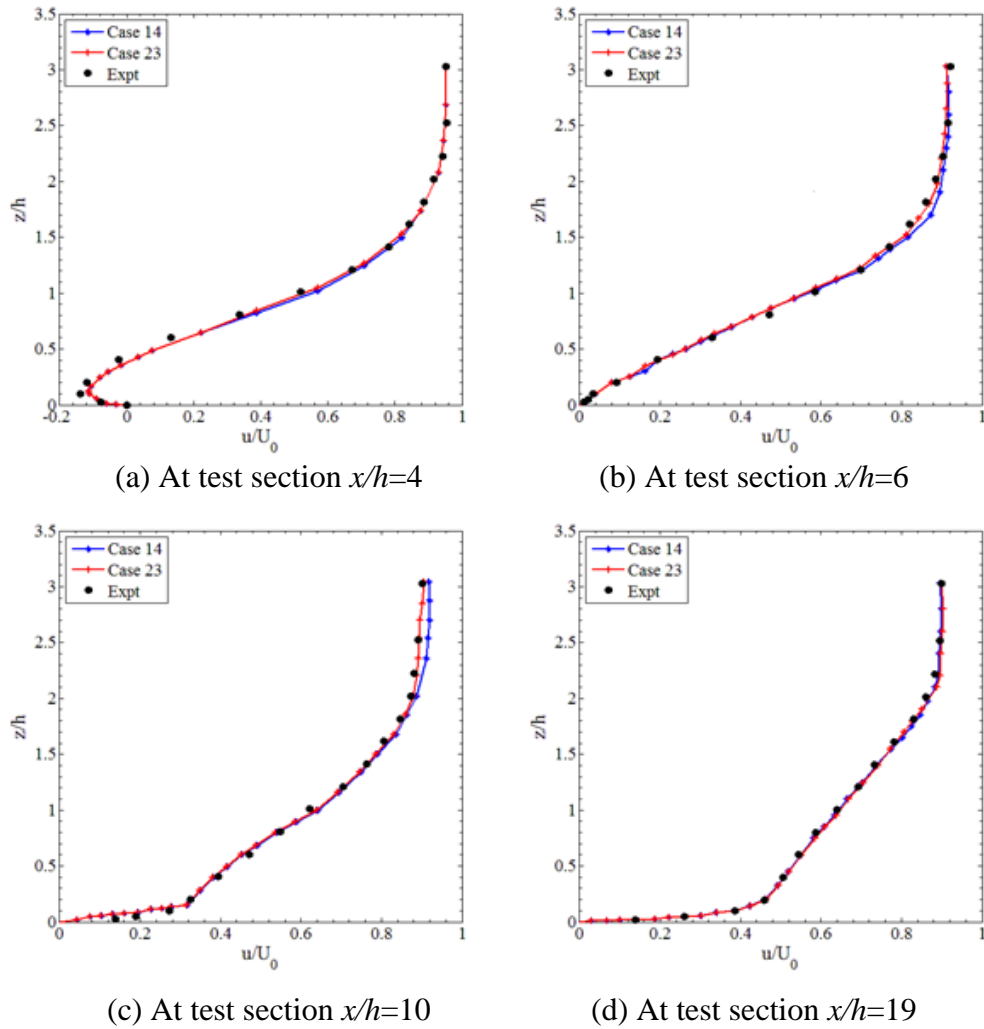 3.5
Case 14
Case 23
Expt
3
2.5
2
z/h
1.5
1
0.5
0
-0.2 0 0.2 0.4 0.6 0.8 1
u/U0
(a) At test section x/h=4
3.5
Case 14
Case 23
Expt
3
2.5
2
z/h
1.5
1
0.5
0
0 0.2 0.4 0.6 0.8 1
u/U0
(b) At test section x/h=6
3.5
Case 14
Case 23
Expt
3
2.5
2
z/h
1.5
1
0.5
0
0 0.2 0.4 0.6 0.8 1
u/U0
(c) At test section x/h=10
3.5
Case 14
Case 23
Expt
3
2.5
2
z/h
1.5
1
0.5
0
0 0.2 0.4 0.6 0.8 1
u/U0
(d) At test section x/h=19